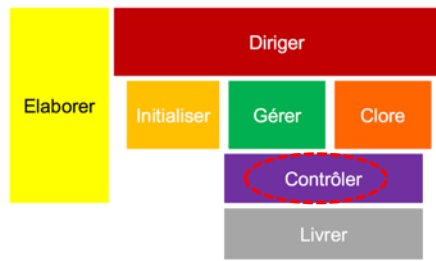 Diriger
Elaborer
Initialiser
Gérer
Clore
Contrôler
Livrer